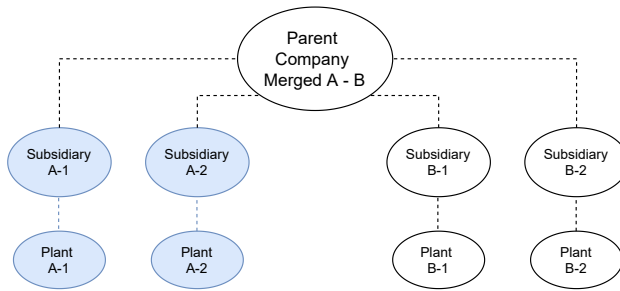 Parent
Company
Merged A - B
Subsidiary
A-1
Subsidiary
A-2
Subsidiary
B-1
Subsidiary
B-2
Plant
A-1
Plant
A-2
Plant
B-1
Plant
B-2